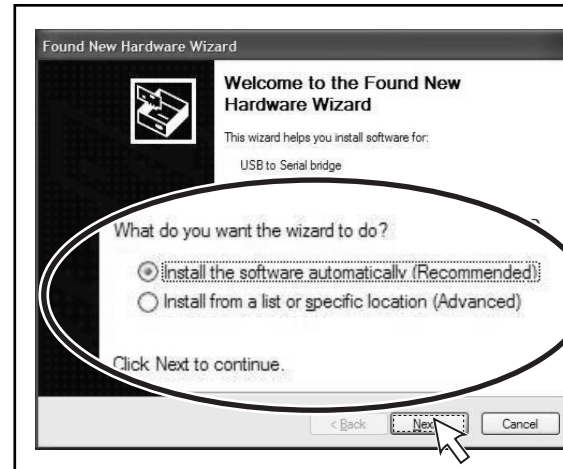 Found New Hardware Wizard
Welcome to the Found New
Hardware Wizard
This wizard helps you install software for:
USB to Serial bridge
What do you want the wizard to do?
Install the software automatically (Recommended)
Install from a list or specific location (Advanced)
Click Next to continue.
< Back
Next
Cancel